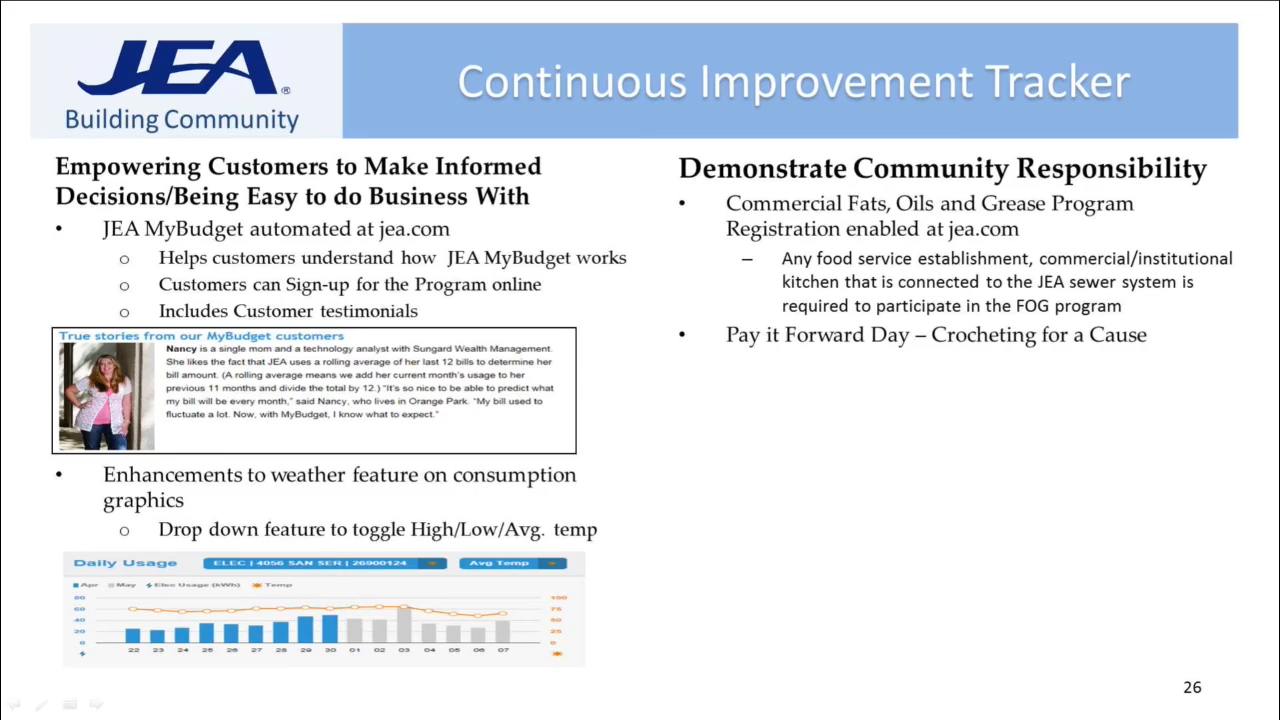 JEA®
Building Community
Continuous Improvement Tracker
Empowering Customers to Make Informed
Decisions/Being Easy to do Business With
• JEA MyBudget automated at jea.com
o Helps customers understand how JEA MyBudget works
o Customers can Sign-up for the Program online
o Includes Customer testimonials
True stories from our MyBudget customers
Nancy is a single mom and a technology analyst with Sungard Wealth Management.
She likes the fact that JEA uses a rolling average of her last 12 bills to determine her
bill amount. (A rolling average means we add her current month's usage to her
previous 11 months and divide the total by 12.) "It's so nice to be able to predict what
my bill will be every month," said Nancy, who lives in Orange Park. "My bill used to
fluctuate a lot. Now, with MyBudget, I know what to expect."
• Enhancements to weather feature on consumption
graphics
o Drop down feature to toggle High/Low/Avg. temp
Daily Usage ELEC | 4056 SAN SER | 26900124 Avg Temp
Apr May Elec Usage (kWh) Temp
80 100
60 75
40 50
20 25
0 0
22 23 24 25 26 27 28 29 30 01 02 03 04 05 06 07
Demonstrate Community Responsibility
• Commercial Fats, Oils and Grease Program
Registration enabled at jea.com
– Any food service establishment, commercial/institutional
kitchen that is connected to the JEA sewer system is
required to participate in the FOG program
• Pay it Forward Day – Crocheting for a Cause
26